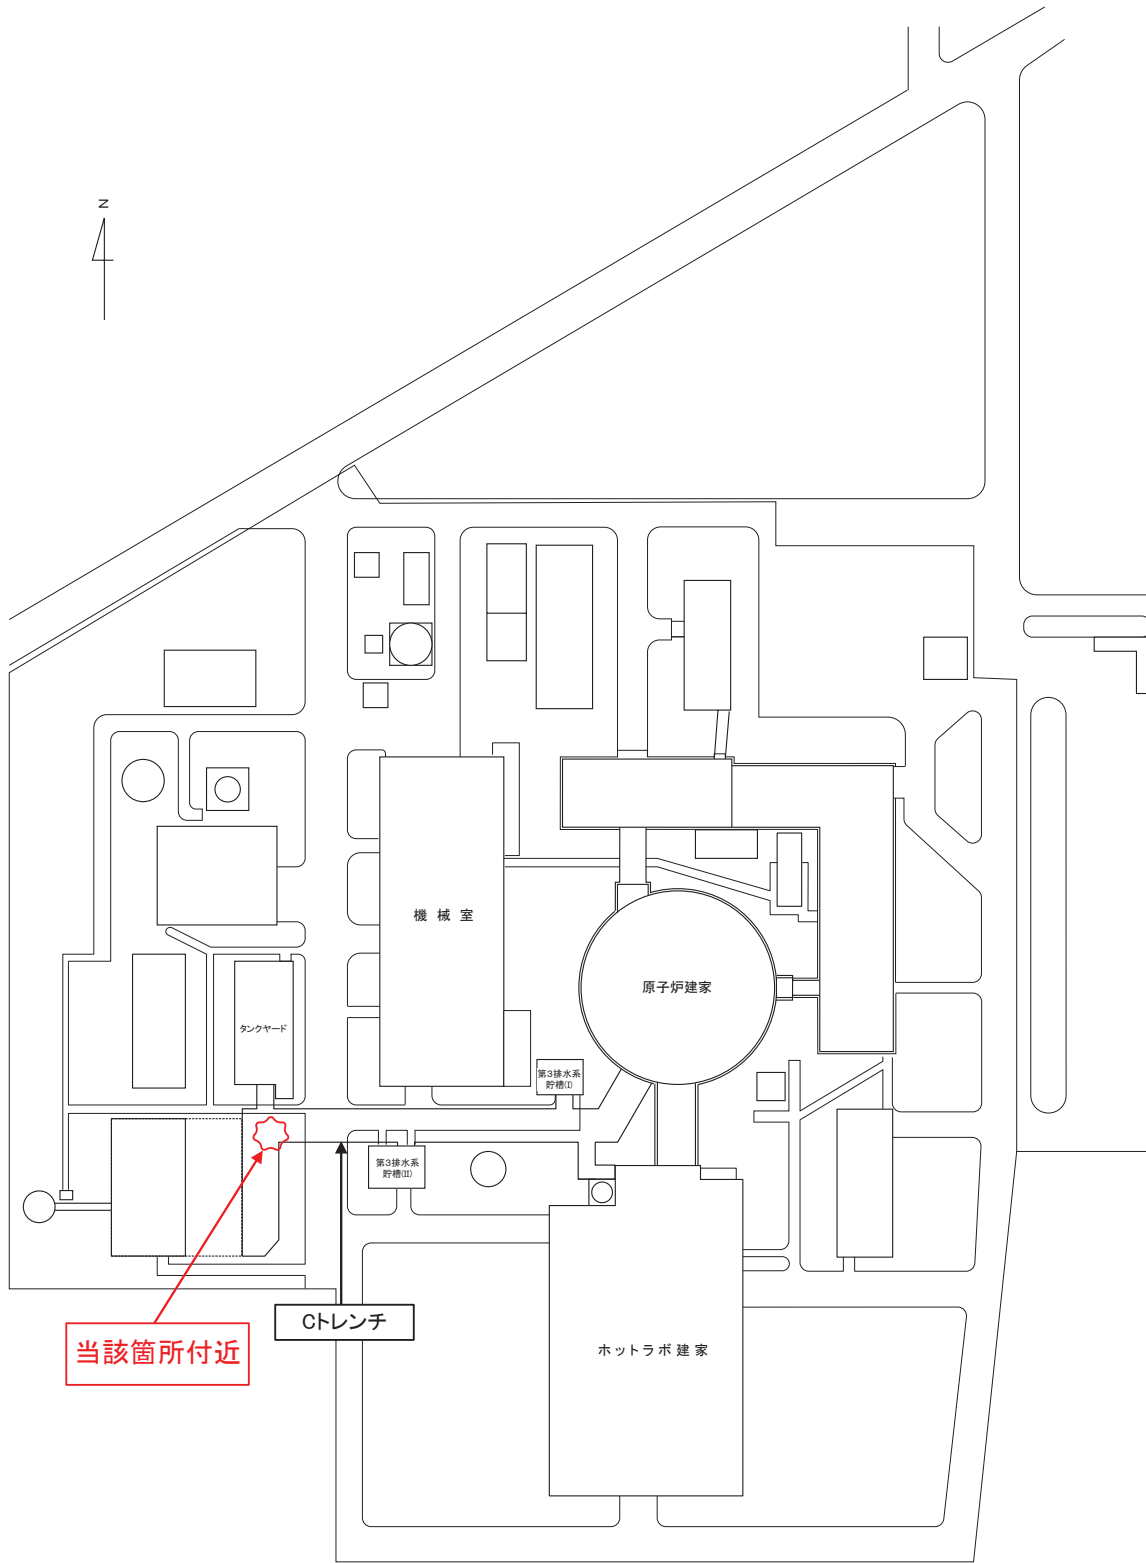 N
機械室
原子炉建家
タンクヤード
第3排水系
貯槽(I)
第3排水系
貯槽(II)
Cトレンチ
当該箇所付近
ホットラボ建家